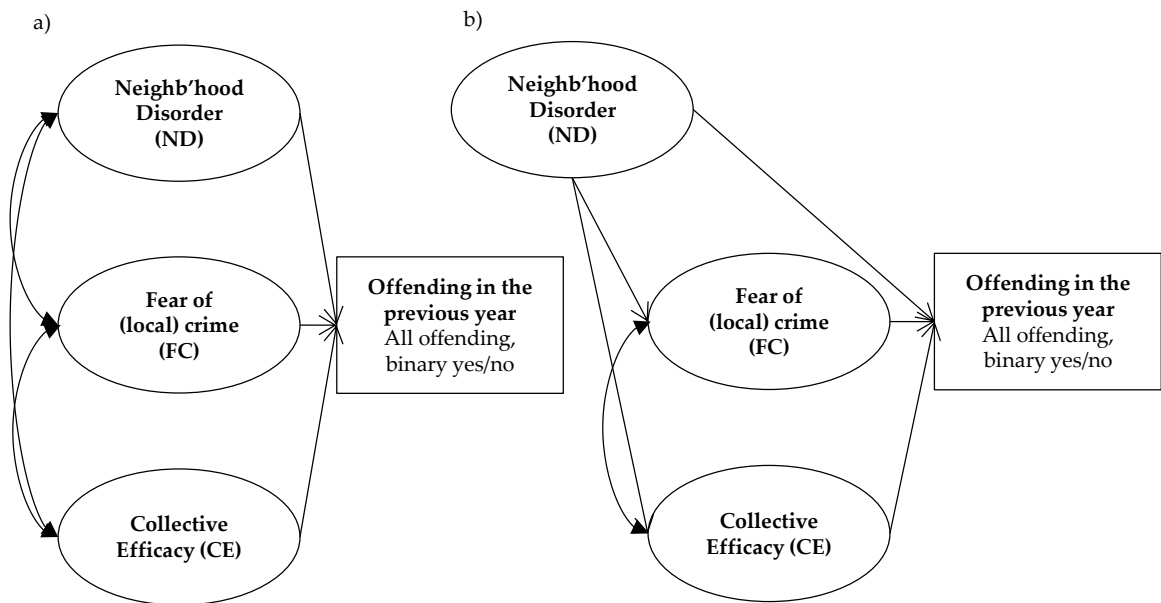 a)
Neighb'hood
Disorder
(ND)
Fear of
(local) crime
(FC)
Collective
Efficacy (CE)
Offending in the
previous year
All offending,
binary yes/no
b)
Neighb'hood
Disorder
(ND)
Fear of
(local) crime
(FC)
Collective
Efficacy (CE)
Offending in the
previous year
All offending,
binary yes/no